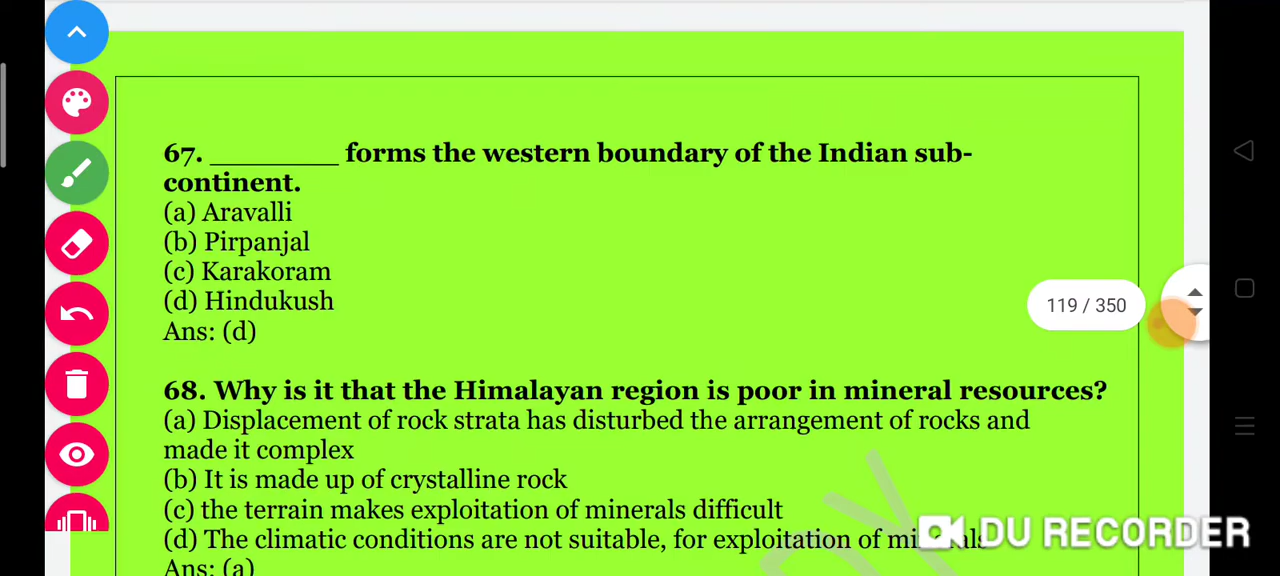 67. __________ forms the western boundary of the Indian sub-
continent.
(a) Aravalli
(b) Pirpanjal
(c) Karakoram
(d) Hindukush
Ans: (d)
119 / 350
68. Why is it that the Himalayan region is poor in mineral resources?
(a) Displacement of rock strata has disturbed the arrangement of rocks and
made it complex
(b) It is made up of crystalline rock
(c) the terrain makes exploitation of minerals difficult
(d) The climatic conditions are not suitable, for exploitation of
DU RECORDER
Ans: (a)